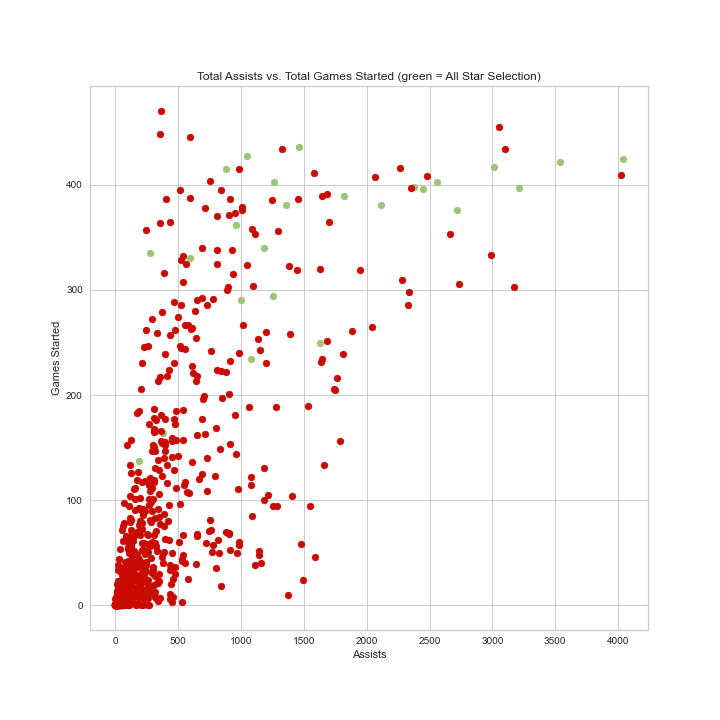 Total Assists vs. Total Games Started (green = All Star Selection)
400
300
200
100
0
Games Started
0 500 1000 1500 2000 2500 3000 3500 4000
Assists